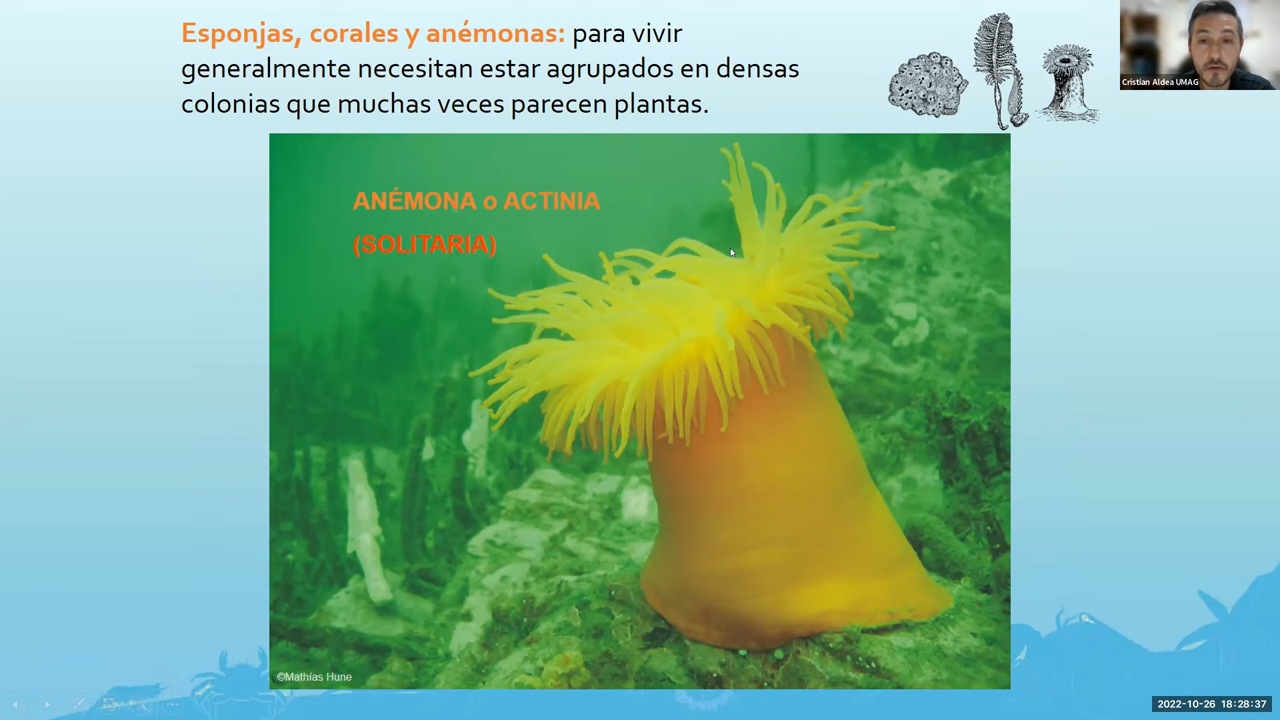 Esponjas, corales y anémonas: para vivir
generalmente necesitan estar agrupados en densas
colonias que muchas veces parecen plantas.
Cristian Aldea UMAG
ANÉMONA o ACTINIA
(SOLITARIA)
©Mathías Hune
2022-10-26 18:28:37